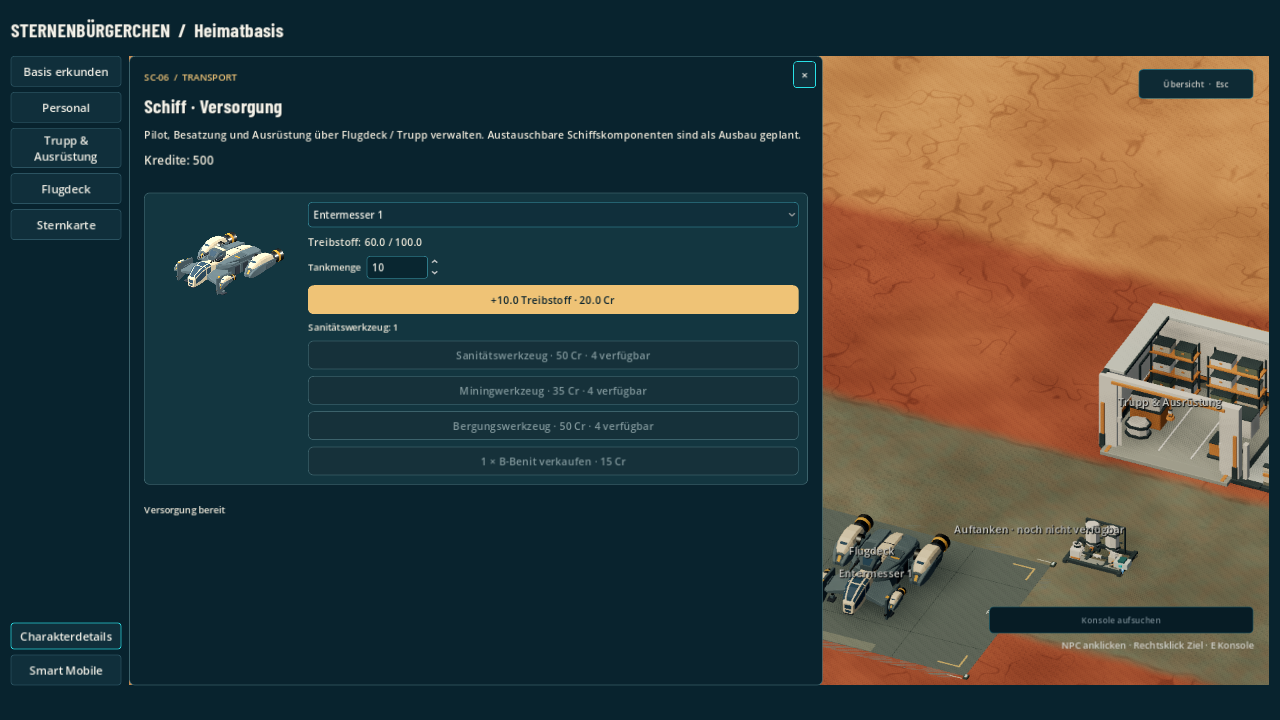 STERNENBÜRGERCHEN / Heimatbasis
Basis erkunden
Personal
Trupp &
Ausrüstung
Flugdeck
Sternkarte
Charakterdetails
Smart Mobile
SC-06 / TRANSPORT
×
Schiff · Versorgung
Pilot, Besatzung und Ausrüstung über Flugdeck / Trupp verwalten. Austauschbare Schiffskomponenten sind als Ausbau geplant.
Kredite: 500
Entermesser 1
Treibstoff: 60.0 / 100.0
Tankmenge 10
+10.0 Treibstoff · 20.0 Cr
Sanitätswerkzeug: 1
Sanitätswerkzeug · 50 Cr · 4 verfügbar
Miningwerkzeug · 35 Cr · 4 verfügbar
Bergungswerkzeug · 50 Cr · 4 verfügbar
1 × B-Benit verkaufen · 15 Cr
Versorgung bereit
Übersicht · Esc
Trupp & Ausrüstung
Auftanken · noch nicht verfügbar
Flugdeck
Entermesser 1
Konsole aufsuchen
NPC anklicken · Rechtsklick Ziel · E Konsole